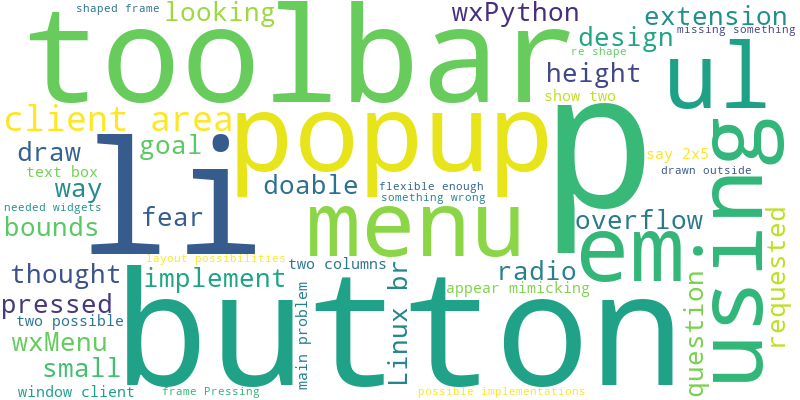 shaped frame
looking
toolbar
wxPython
extension
missing something
design
re shape
height
show two
ul
client area
popup
p
using
li
draw
goal
say 2x5
drawn outside
text box
way
doable
flexible enough
something wrong
needed widgets
fear
menu
overflow
requested
bounds
em
layout possibilities
two columns
thought
implement
radio
question
pressed
button
main problem
Linux br
appear mimicking
two possible
wxMenu
small
window client
frame Pressing
possible implementations